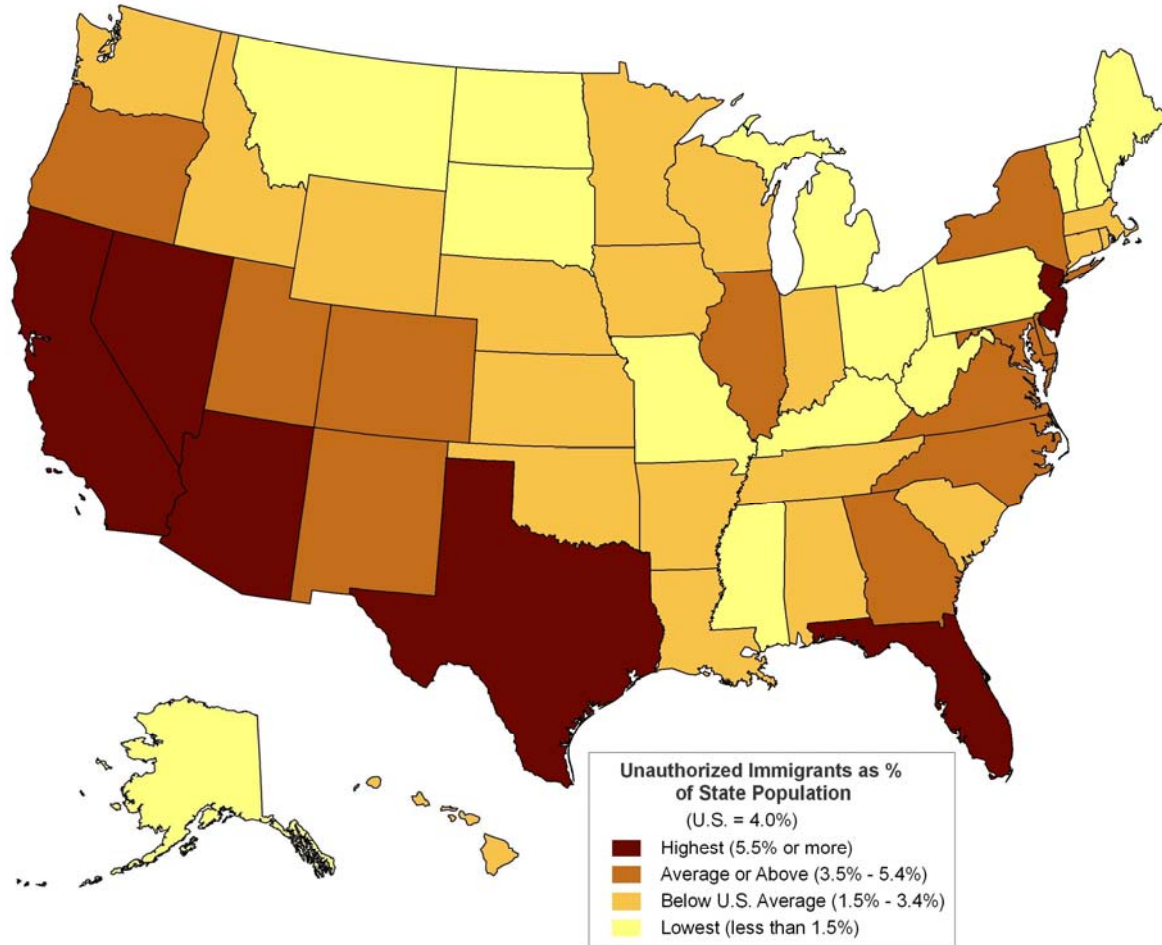 Unauthorized Immigrants as %
of State Population
(U.S. = 4.0%)
Highest (5.5% or more)
Average or Above (3.5% - 5.4%)
Below U.S. Average (1.5% - 3.4%)
Lowest (less than 1.5%)